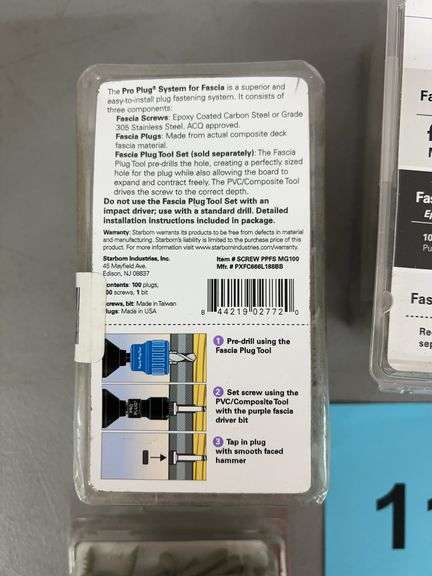 The Pro Plug® System for Fascia is a superior and
easy-to-install plug fastening system. It consists of
three components:
Fascia Screws: Epoxy Coated Carbon Steel or Grade
305 Stainless Steel. ACQ approved.
Fascia Plugs: Made from actual composite deck
fascia material.
Fascia Plug Tool Set (sold separately): The Fascia
Plug Tool pre-drills the hole, creating a perfectly sized
hole for the plug while also allowing the board to
expand and contract freely. The PVC/Composite Tool
drives the screw to the correct depth.
Do not use the Fascia Plug Tool Set with an
impact driver; use with a standard drill. Detailed
installation instructions included in package.
Warranty: Starborn warrants its products to be free from defects in material
and manufacturing. Starborn's liability is limited to the purchase price of this
product. For more information visit www.starbornindustries.com/warranty.
Starborn Industries, Inc.
45 Mayfield Ave.
Edison, NJ 08837
Item # SCREW PPFS MG100
Mfr. # PXFC666L188BB
Contents: 100 plugs,
00 screws, 1 bit
Screws, bit: Made in Taiwan
Plugs: Made in USA
8 44219 02772 0
1 Pre-drill using the
Fascia Plug Tool
2 Set screw using the
PVC/Composite Tool
with the purple fascia
driver bit
3 Tap in plug
with smooth faced
hammer
Fa
f
Fas
Ep
10
Pu
Fasc
Re
sep
11